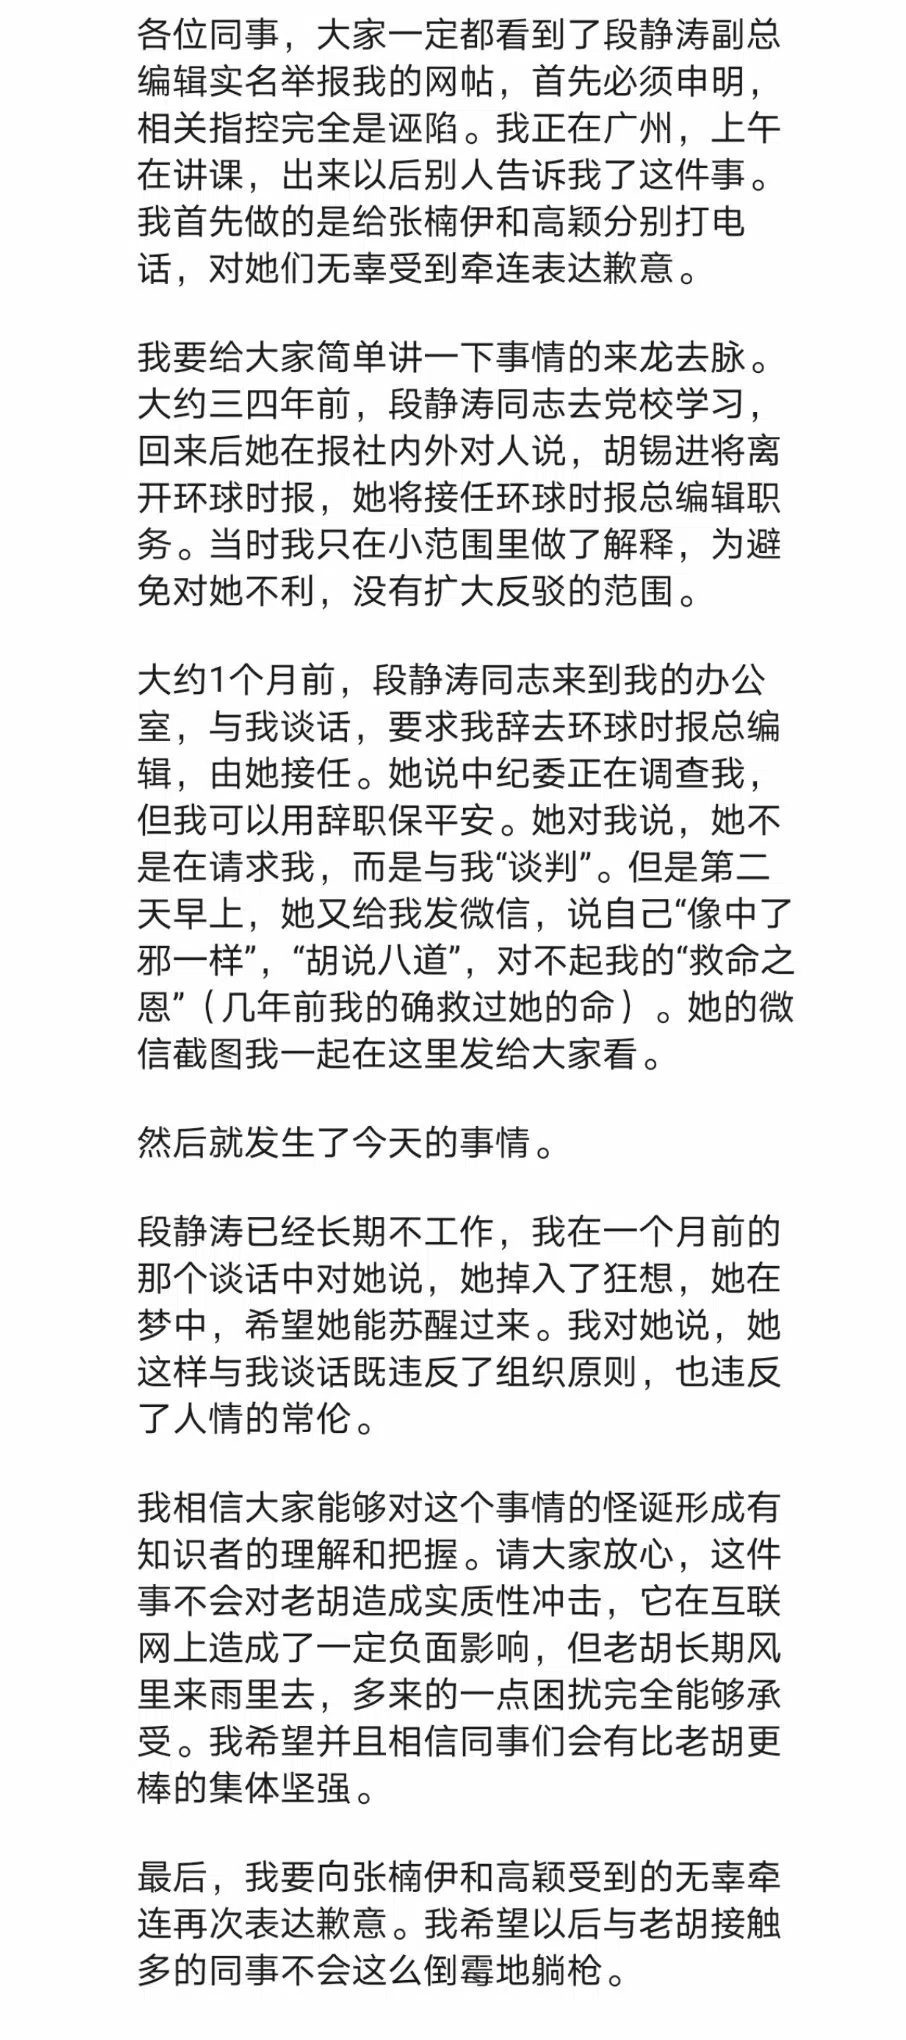 各位同事，大家一定都看到了段静涛副总
编辑实名举报我的网帖，首先必须申明，
相关指控完全是诬陷。我正在广州，上午
在讲课，出来以后别人告诉我了这件事。
我首先做的是给张楠伊和高颖分别打电
话，对她们无辜受到牵连表达歉意。
我要给大家简单讲一下事情的来龙去脉。
大约三四年前，段静涛同志去党校学习，
回来后她在报社内外对人说，胡锡进将离
开环球时报，她将接任环球时报总编辑职
务。当时我只在小范围里做了解释，为避
免对她不利，没有扩大反驳的范围。
大约1个月前，段静涛同志来到我的办公
室，与我谈话，要求我辞去环球时报总编
辑，由她接任。她说中纪委正在调查我，
但我可以用辞职保平安。她对我说，她不
是在请求我，而是与我“谈判”。但是第二
天早上，她又给我发微信，说自己“像中了
邪一样”，“胡说八道”，对不起我的“救命之
恩”（几年前我的确救过她的命）。她的微
信截图我一起在这里发给大家看。
然后就发生了今天的事情。
段静涛已经长期不工作，我在一个月前的
那个谈话中对她说，她掉入了狂想，她在
梦中，希望她能苏醒过来。我对她说，她
这样与我谈话既违反了组织原则，也违反
了人情的常伦。
我相信大家能够对这个事情的怪诞形成有
知识者的理解和把握。请大家放心，这件
事不会对老胡造成实质性冲击，它在互联
网上造成了一定负面影响，但老胡长期风
里来雨里去，多来的一点困扰完全能够承
受。我希望并且相信同事们会有比老胡更
棒的集体坚强。
最后，我要向张楠伊和高颖受到的无辜牵
连再次表达歉意。我希望以后与老胡接触
多的同事不会这么倒霉地躺枪。